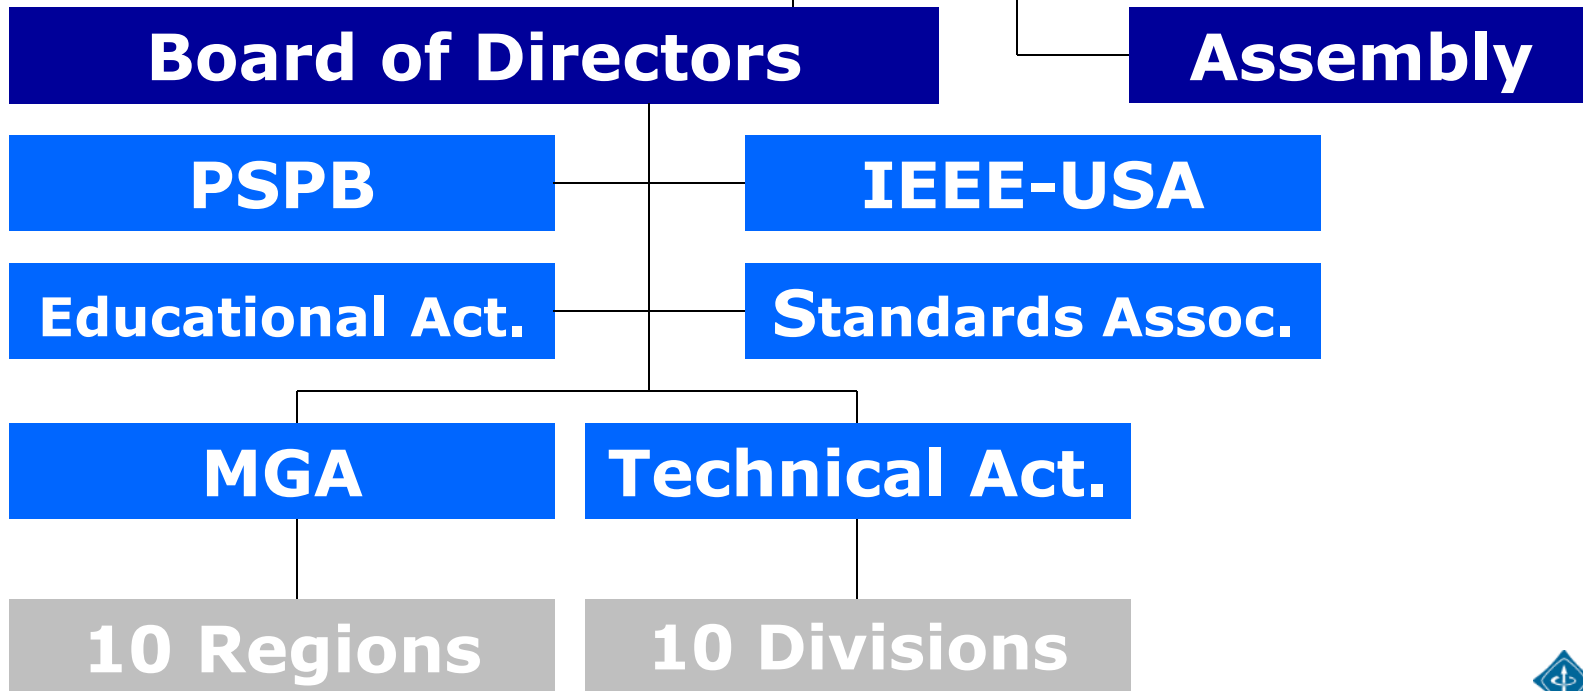 Board of Directors
Assembly
PSPB
IEEE-USA
Educational Act.
Standards Assoc.
MGA
Technical Act.
10 Regions
10 Divisions